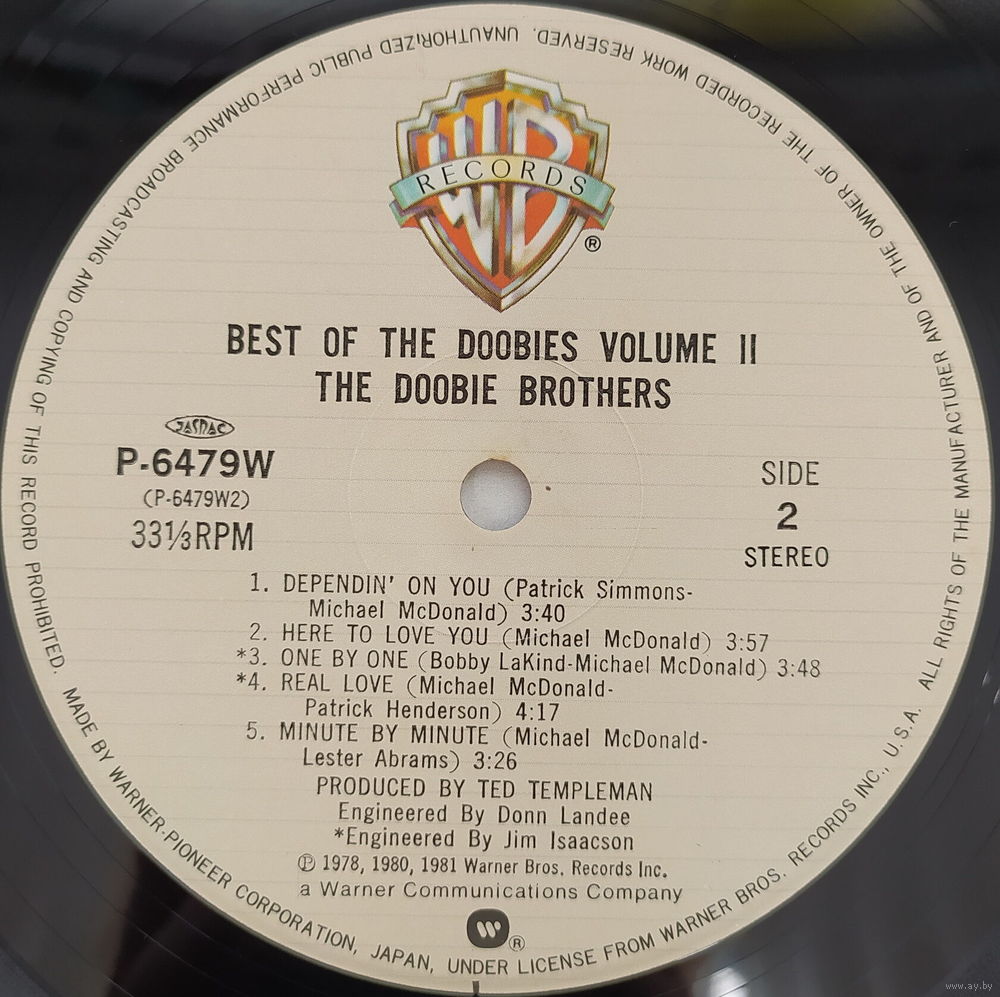 WB
RECORDS
®
BEST OF THE DOOBIES VOLUME II
THE DOOBIE BROTHERS
JASRAC
P-6479W
(P-6479W2)
33⅓RPM
SIDE
2
STEREO
1. DEPENDIN' ON YOU (Patrick Simmons-
Michael McDonald) 3:40
2. HERE TO LOVE YOU (Michael McDonald) 3:57
*3. ONE BY ONE (Bobby LaKind-Michael McDonald) 3:48
*4. REAL LOVE (Michael McDonald-
Patrick Henderson) 4:17
5. MINUTE BY MINUTE (Michael McDonald-
Lester Abrams) 3:26
PRODUCED BY TED TEMPLEMAN
Engineered By Donn Landee
*Engineered By Jim Isaacson
℗ 1978, 1980, 1981 Warner Bros. Records Inc.
a Warner Communications Company
®
MADE BY WARNER-PIONEER CORPORATION, JAPAN, UNDER LICENSE FROM WARNER BROS. RECORDS INC., U.S.A. ALL RIGHTS OF THE MANUFACTURER AND OF THE OWNER OF THE RECORDED WORK RESERVED. UNAUTHORIZED PUBLIC PERFORMANCE BROADCASTING AND COPYING OF THIS RECORD PROHIBITED.
www.ay.by